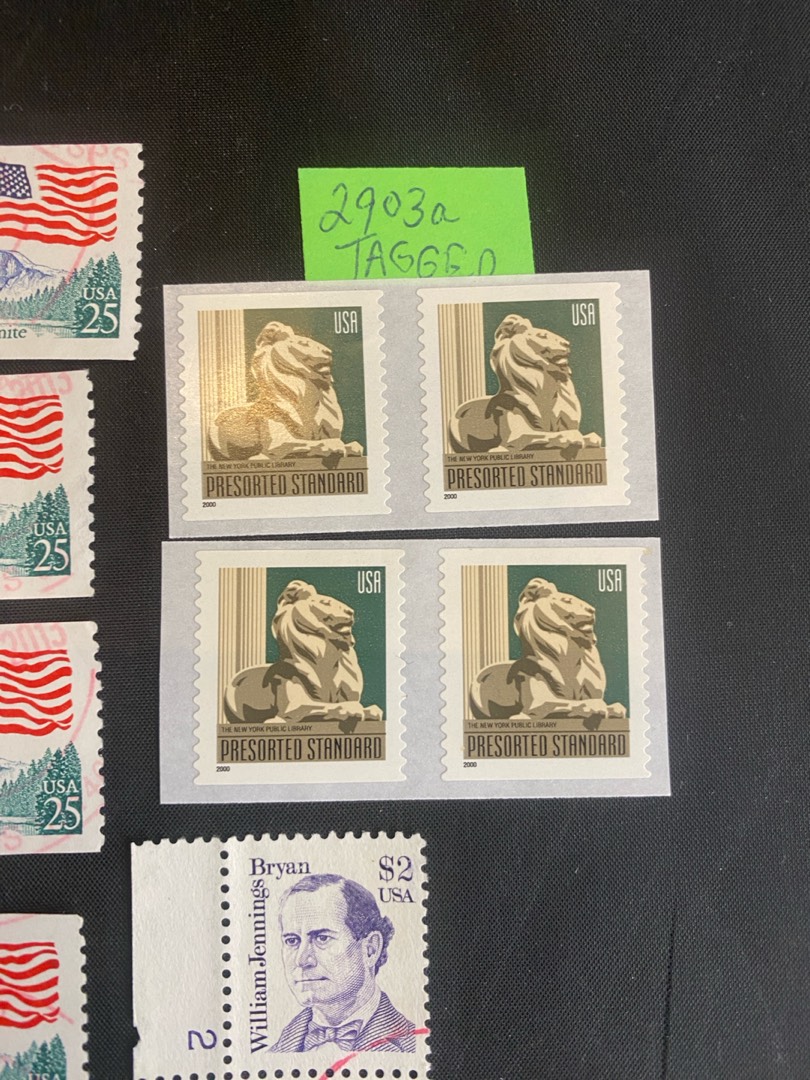 2903a
TAGGED
USA
25
nite
USA
THE NEW YORK PUBLIC LIBRARY
PRESORTED STANDARD
2000
USA
THE NEW YORK PUBLIC LIBRARY
PRESORTED STANDARD
2000
USA
25
USA
THE NEW YORK PUBLIC LIBRARY
PRESORTED STANDARD
2000
USA
THE NEW YORK PUBLIC LIBRARY
PRESORTED STANDARD
2000
USA
25
William Jennings Bryan
$2
USA
2
USA